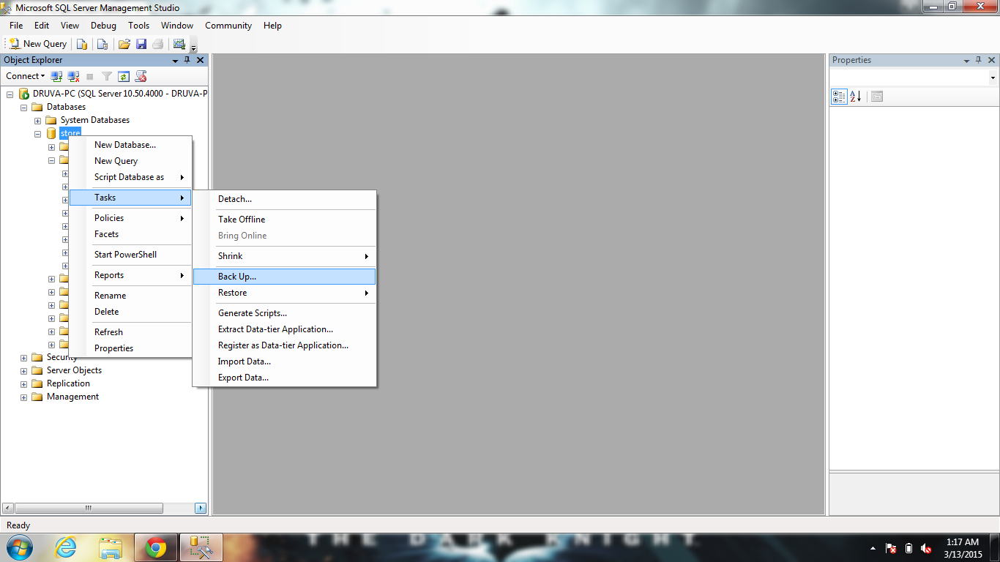 Microsoft SQL Server Management Studio
File Edit View Debug Tools Window Community Help
New Query
Object Explorer
Connect
DRUVA-PC (SQL Server 10.50.4000 - DRUVA-P
Databases
System Databases
store
New Database...
New Query
Script Database as
Tasks
Policies
Facets
Start PowerShell
Reports
Rename
Delete
Refresh
Properties
Detach...
Take Offline
Bring Online
Shrink
Back Up...
Restore
Generate Scripts...
Extract Data-tier Application...
Register as Data-tier Application...
Import Data...
Export Data...
Security
Server Objects
Replication
Management
Properties
Ready
THE DARK KNIGHT
1:17 AM
3/13/2015